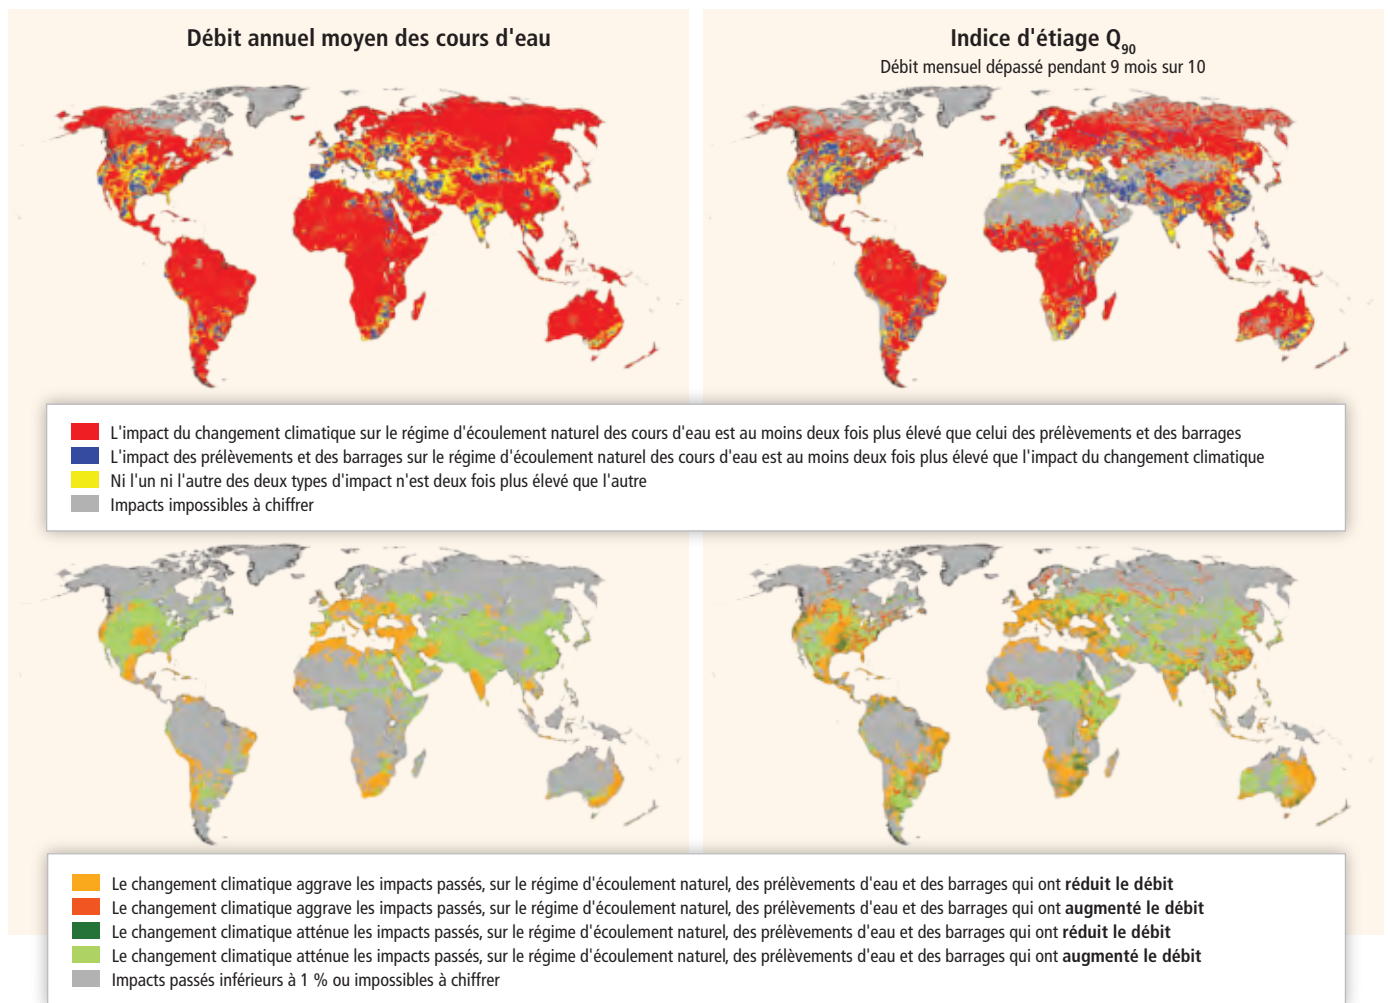 Débit annuel moyen des cours d'eau
Indice d'étiage Q90
Débit mensuel dépassé pendant 9 mois sur 10
L'impact du changement climatique sur le régime d'écoulement naturel des cours d'eau est au moins deux fois plus élevé que celui des prélèvements et des barrages
L'impact des prélèvements et des barrages sur le régime d'écoulement naturel des cours d'eau est au moins deux fois plus élevé que l'impact du changement climatique
Ni l'un ni l'autre des deux types d'impact n'est deux fois plus élevé que l'autre
Impacts impossibles à chiffrer
Le changement climatique aggrave les impacts passés, sur le régime d'écoulement naturel, des prélèvements d'eau et des barrages qui ont réduit le débit
Le changement climatique aggrave les impacts passés, sur le régime d'écoulement naturel, des prélèvements d'eau et des barrages qui ont augmenté le débit
Le changement climatique atténue les impacts passés, sur le régime d'écoulement naturel, des prélèvements d'eau et des barrages qui ont réduit le débit
Le changement climatique atténue les impacts passés, sur le régime d'écoulement naturel, des prélèvements d'eau et des barrages qui ont augmenté le débit
Impacts passés inférieurs à 1 % ou impossibles à chiffrer